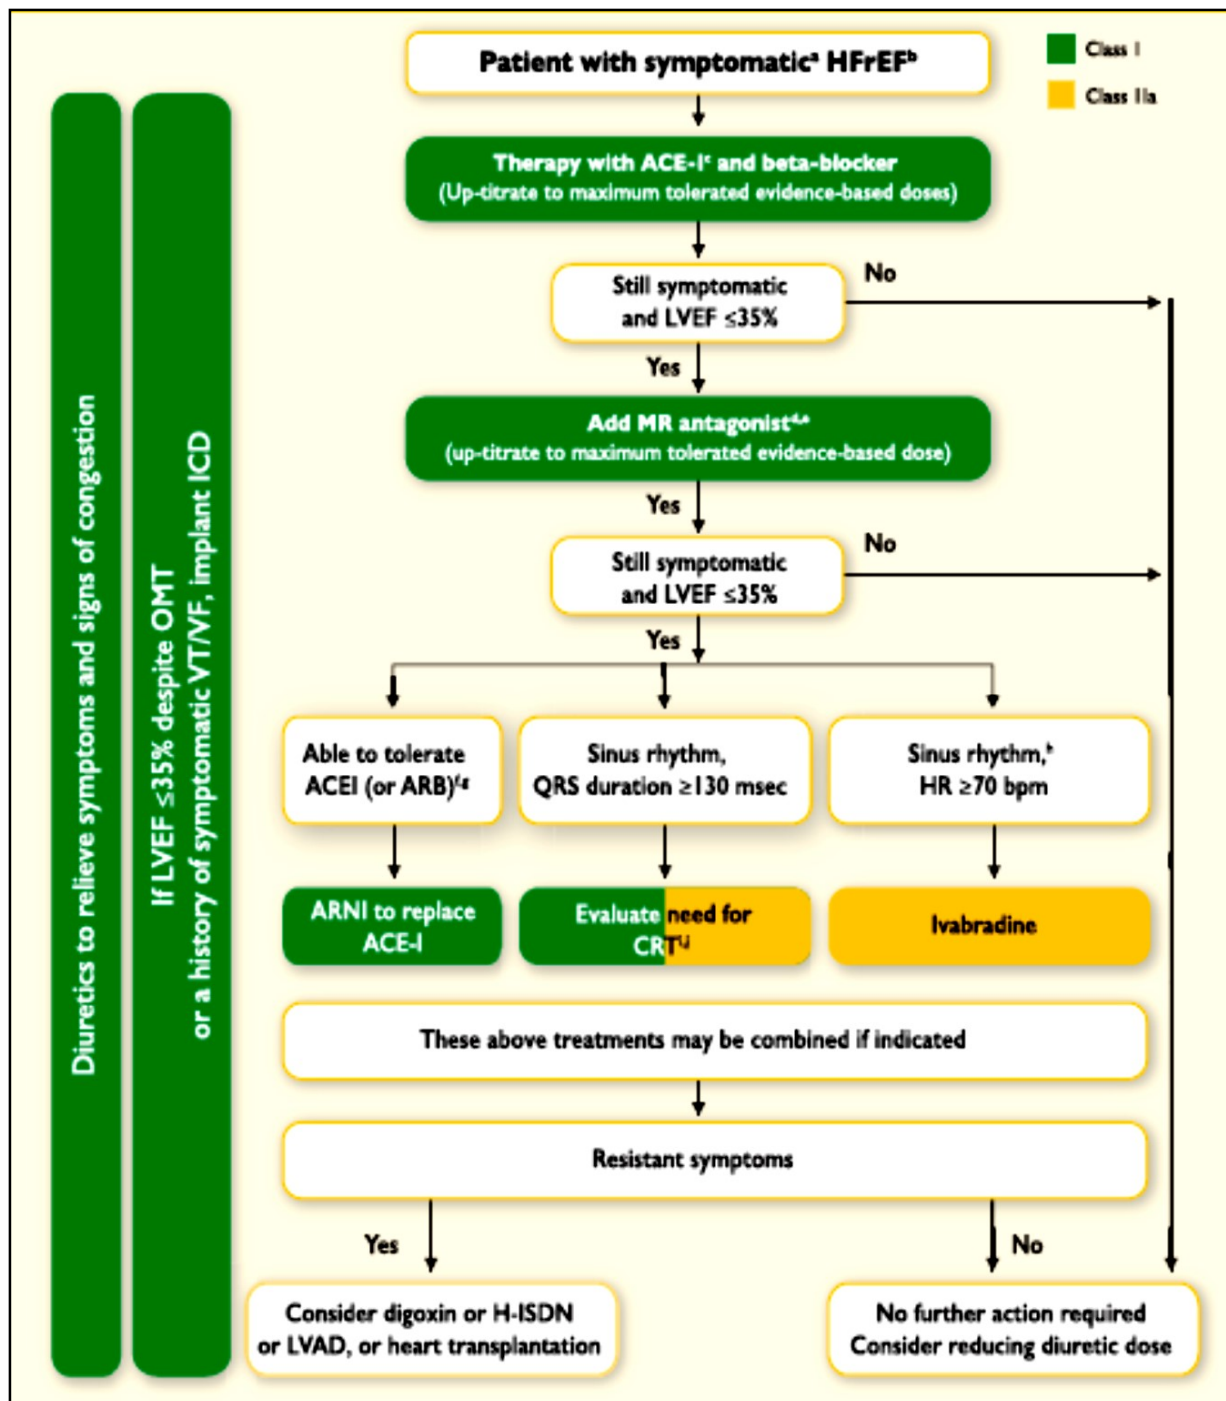 Patient with symptomaticᵃ HFrEFᵇ
Class I
Class IIa
Therapy with ACE-Iᶜ and beta-blocker
(Up-titrate to maximum tolerated evidence-based doses)
Still symptomatic
and LVEF ≤35%
No
Yes
Add MR antagonistᵈ,ᵉ
(up-titrate to maximum tolerated evidence-based dose)
Yes
Still symptomatic
and LVEF ≤35%
No
Yes
Able to tolerate
ACEI (or ARB)ᶠ,ᵍ
Sinus rhythm,
QRS duration ≥130 msec
Sinus rhythm,ʰ
HR ≥70 bpm
ARNI to replace
ACE-I
Evaluate need for
CRTⁱ,ʲ
Ivabradine
These above treatments may be combined if indicated
Resistant symptoms
Yes
No
Consider digoxin or H-ISDN
or LVAD, or heart transplantation
No further action required
Consider reducing diuretic dose
Diuretics to relieve symptoms and signs of congestion
If LVEF ≤35% despite OMT
or a history of symptomatic VT/VF, implant ICD